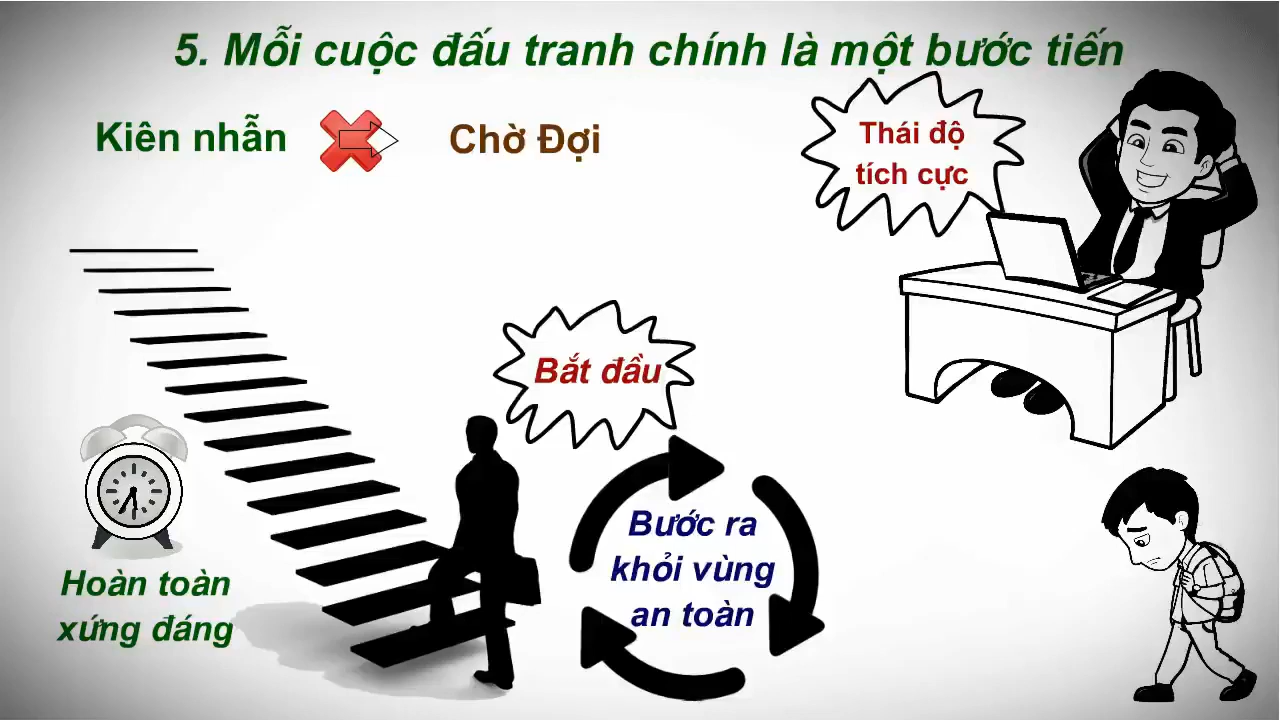 5. Mỗi cuộc đấu tranh chính là một bước tiến
Kiên nhẫn
Chờ Đợi
Thái độ
tích cực
Bắt đầu
Bước ra
khỏi vùng
an toàn
Hoàn toàn
xứng đáng